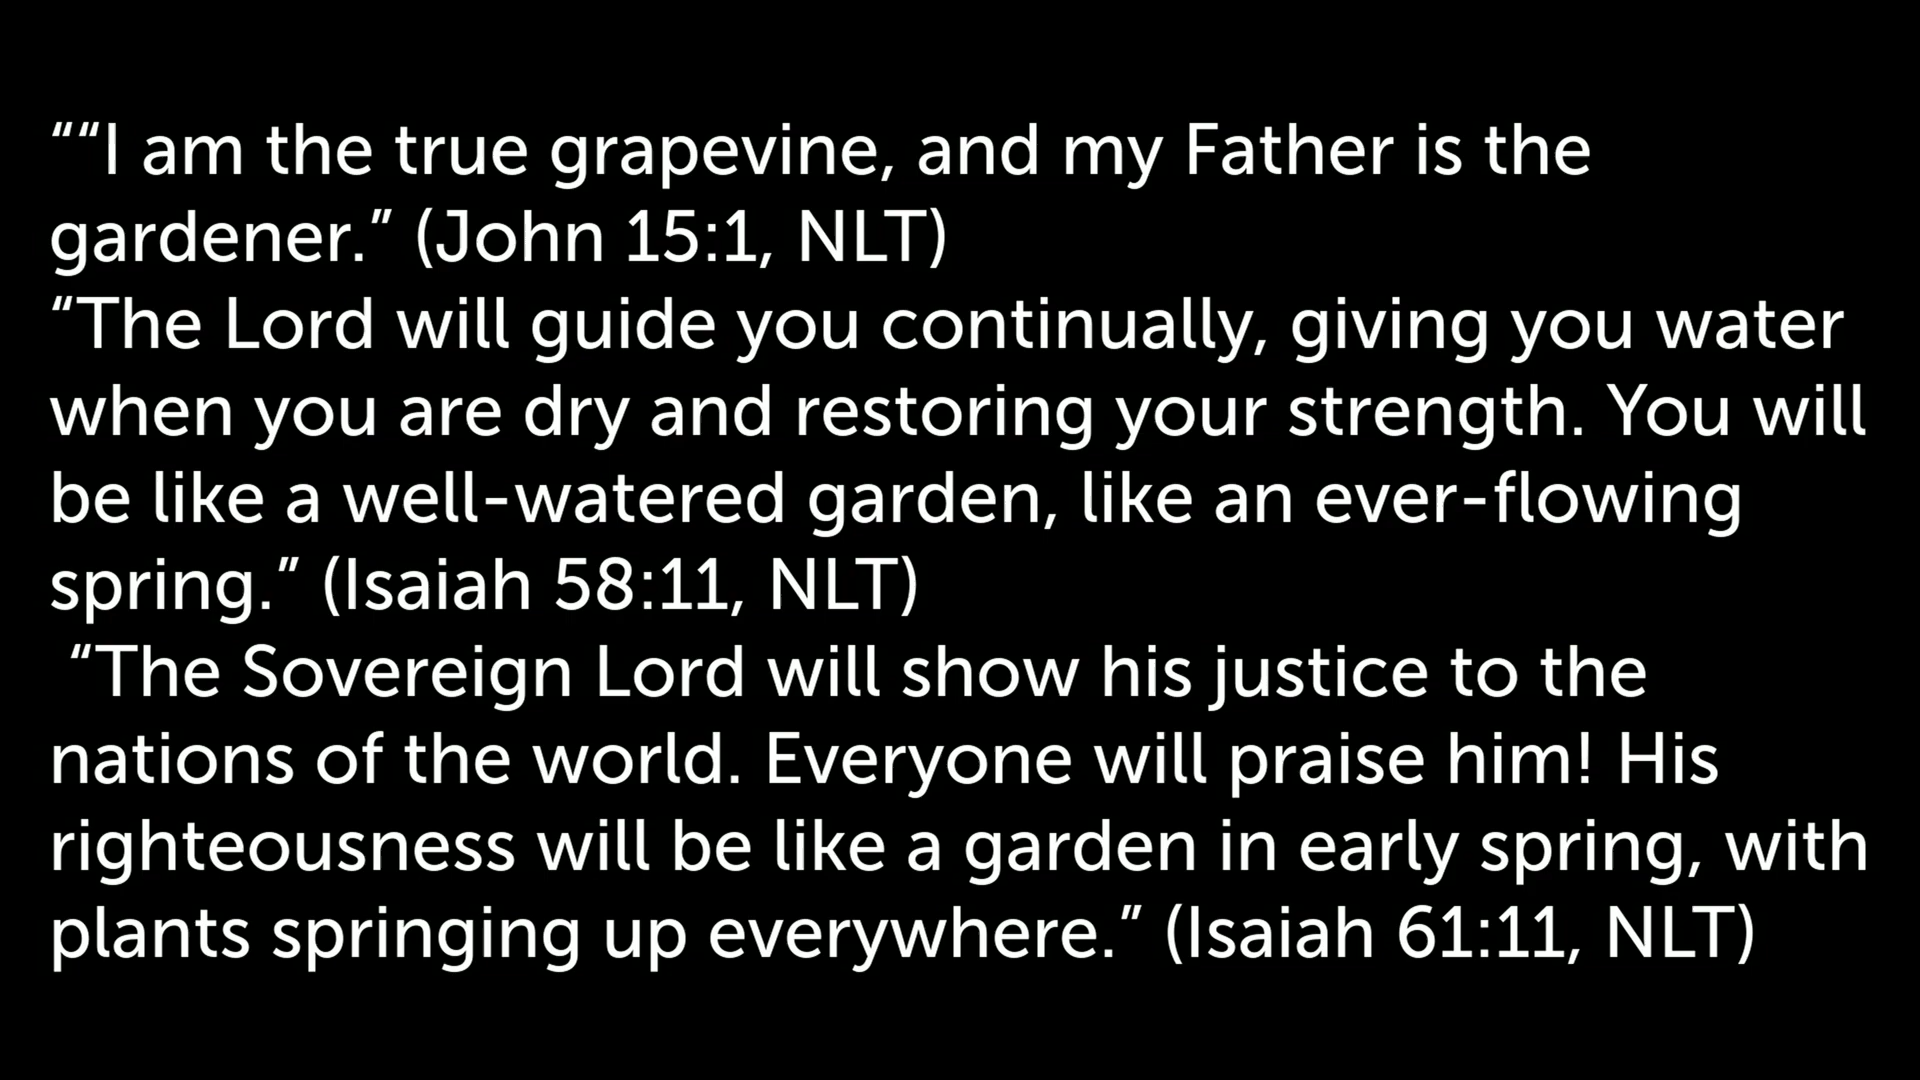 ““I am the true grapevine, and my Father is the
gardener.” (John 15:1, NLT)
“The Lord will guide you continually, giving you water
when you are dry and restoring your strength. You will
be like a well-watered garden, like an ever-flowing
spring.” (Isaiah 58:11, NLT)
“The Sovereign Lord will show his justice to the
nations of the world. Everyone will praise him! His
righteousness will be like a garden in early spring, with
plants springing up everywhere.” (Isaiah 61:11, NLT)